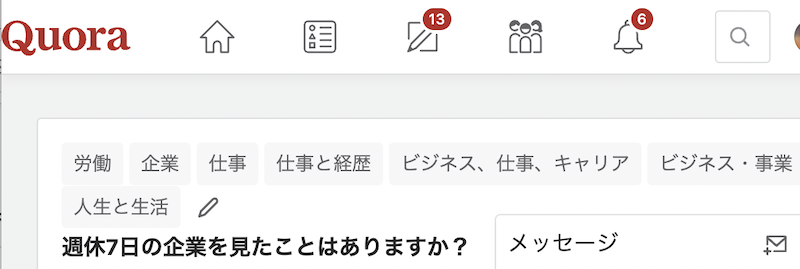 Quora
13
6
労働 企業 仕事 仕事と経歴 ビジネス、仕事、キャリア ビジネス・事業
人生と生活
週休7日の企業を見たことはありますか？
メッセージ